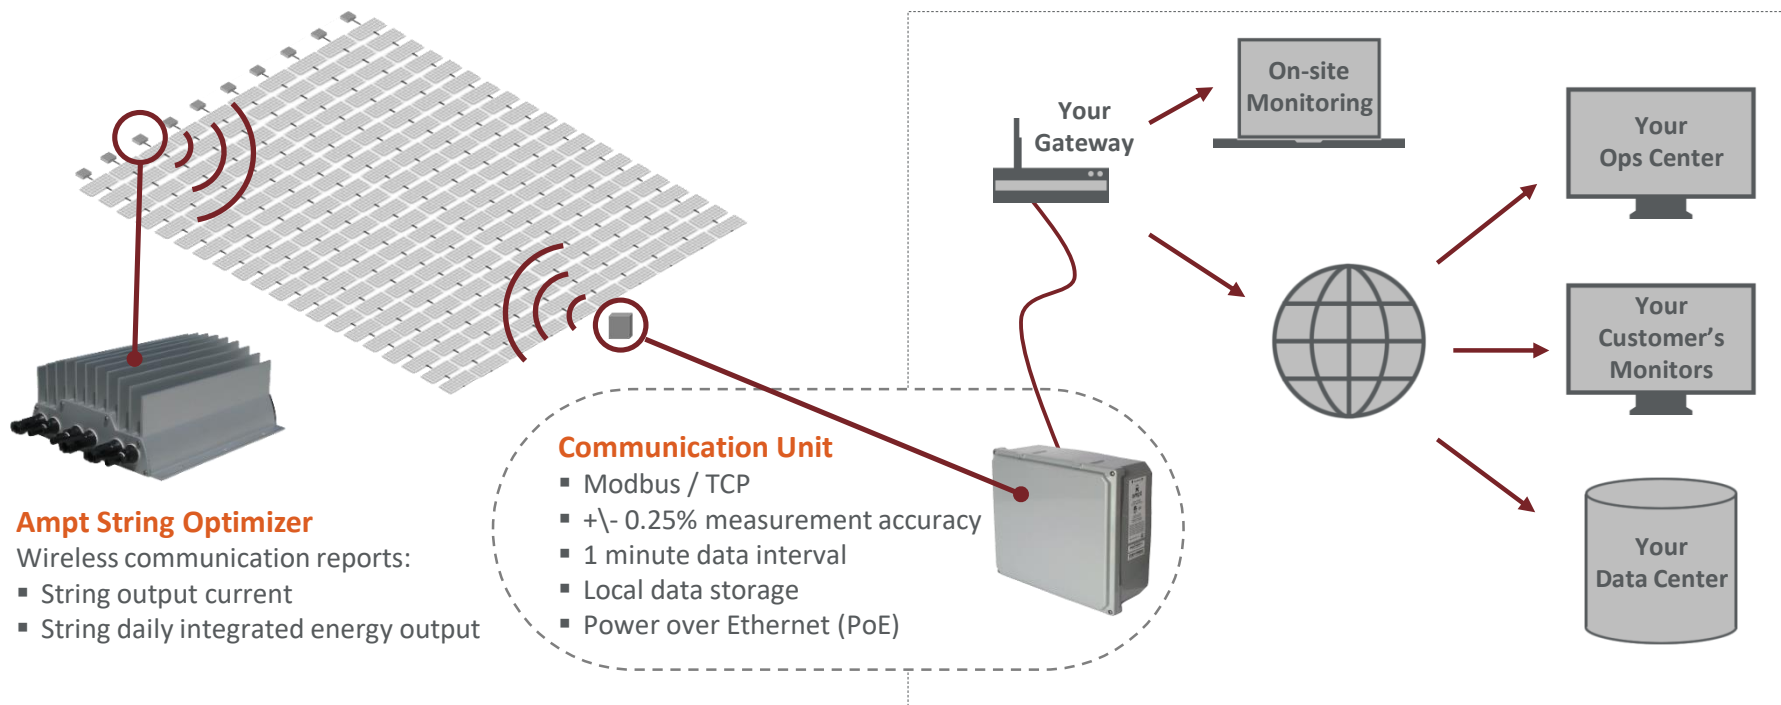 On-site
Monitoring
Your
Gateway
Your
Ops Center
Your
Customer's
Monitors
Your
Data Center
Communication Unit
▪ Modbus / TCP
▪ +\- 0.25% measurement accuracy
▪ 1 minute data interval
▪ Local data storage
▪ Power over Ethernet (PoE)
Ampt String Optimizer
Wireless communication reports:
▪ String output current
▪ String daily integrated energy output